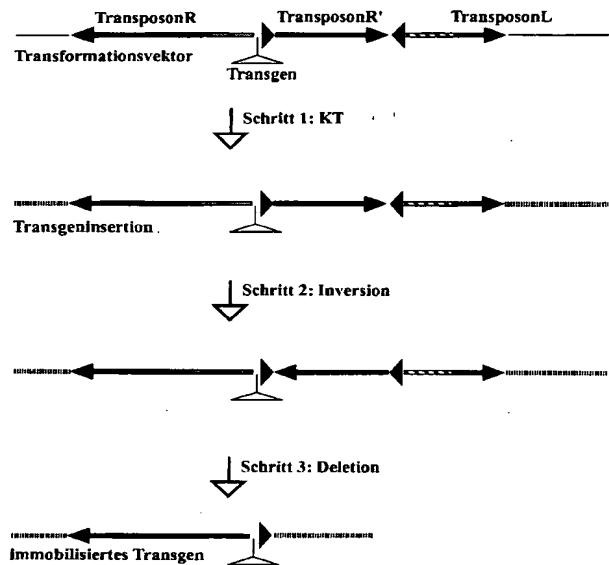 TransposonR TransposonR' TransposonL
Transformationsvektor
Transgen
Schritt 1: KT
TransgenInsertion
Schritt 2: Inversion
Schritt 3: Deletion
Immobilisiertes Transgen